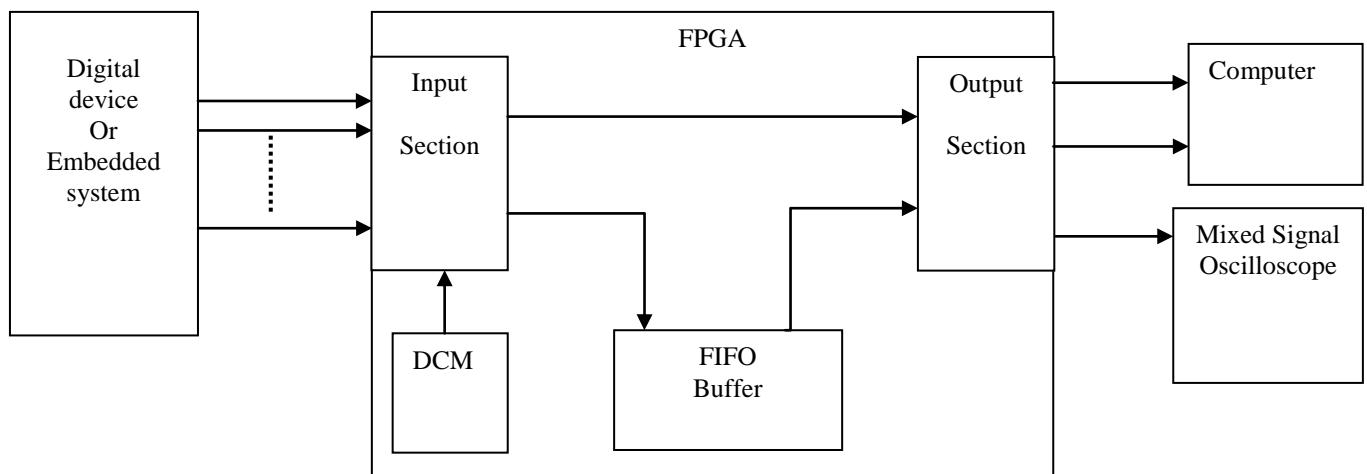 Digital
device
Or
Embedded
system
FPGA
Input
Section
DCM
FIFO
Buffer
Output
Section
Computer
Mixed Signal
Oscilloscope